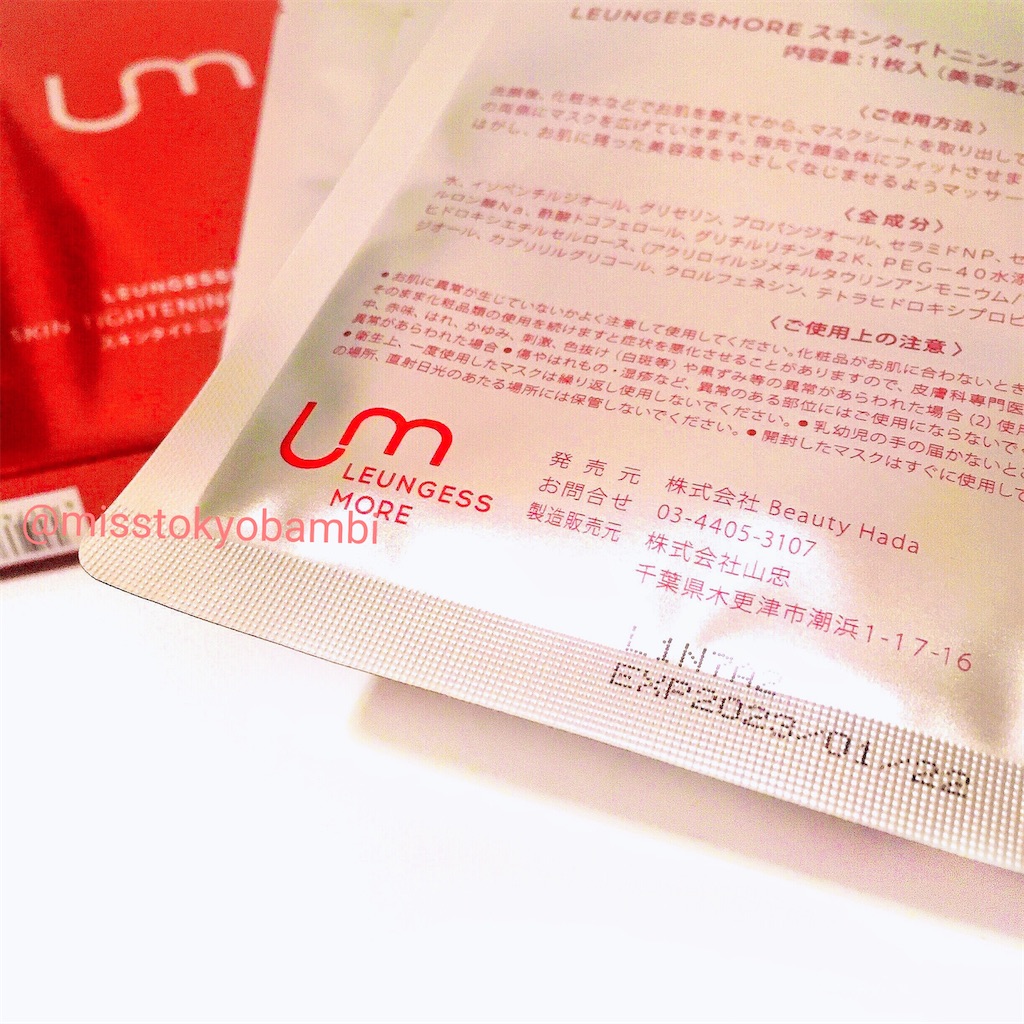 um
LEUNGESS
SKIN TIGHTENING
スキンタイトニン
LEUNGESSMORE スキンタイトニング
内容量：1枚入（美容液
〈ご使用方法〉
洗顔後、化粧水などでお肌を整えてから、マスクシートを取り出して
の両側にマスクを広げていきます。指先で顔全体にフィットさせま
はがし、お肌に残った美容液をやさしくなじませるようマッサー
〈全成分〉
水、イソペンチルジオール、グリセリン、プロパンジオール、セラミドNP、セ
ルロン酸Na、酢酸トコフェロール、グリチルリチン酸2K、PEG－40水添
ヒドロキシエチルセルロース、（アクリロイルジメチルタウリンアンモニウム/
ジオール、カプリリルグリコール、クロルフェネシン、テトラヒドロキシプロピ
〈ご使用上の注意〉
●お肌に異常が生じていないかよく注意して使用してください。化粧品がお肌に合わないとき
そのまま化粧品類の使用を続けますと症状を悪化させることがありますので、皮膚科専門医
中、赤味、はれ、かゆみ、刺激、色抜け（白斑等）や黒ずみ等の異常があらわれた場合（2）使用
異常があらわれた場合●傷やはれもの・湿疹など、異常のある部位にはご使用にならないで
●衛生上、一度使用したマスクは繰り返し使用しないでください。●乳幼児の手の届かないと
の場所、直射日光のあたる場所には保管しないでください。●開封したマスクはすぐに使用して
um
LEUNGESS
MORE
発売元 株式会社 Beauty Hada
お問合せ 03-4405-3107
製造販売元 株式会社山忠
千葉県木更津市潮浜1-17-16
L1N7A2
EXP2023/01/22
@misstokyobambi